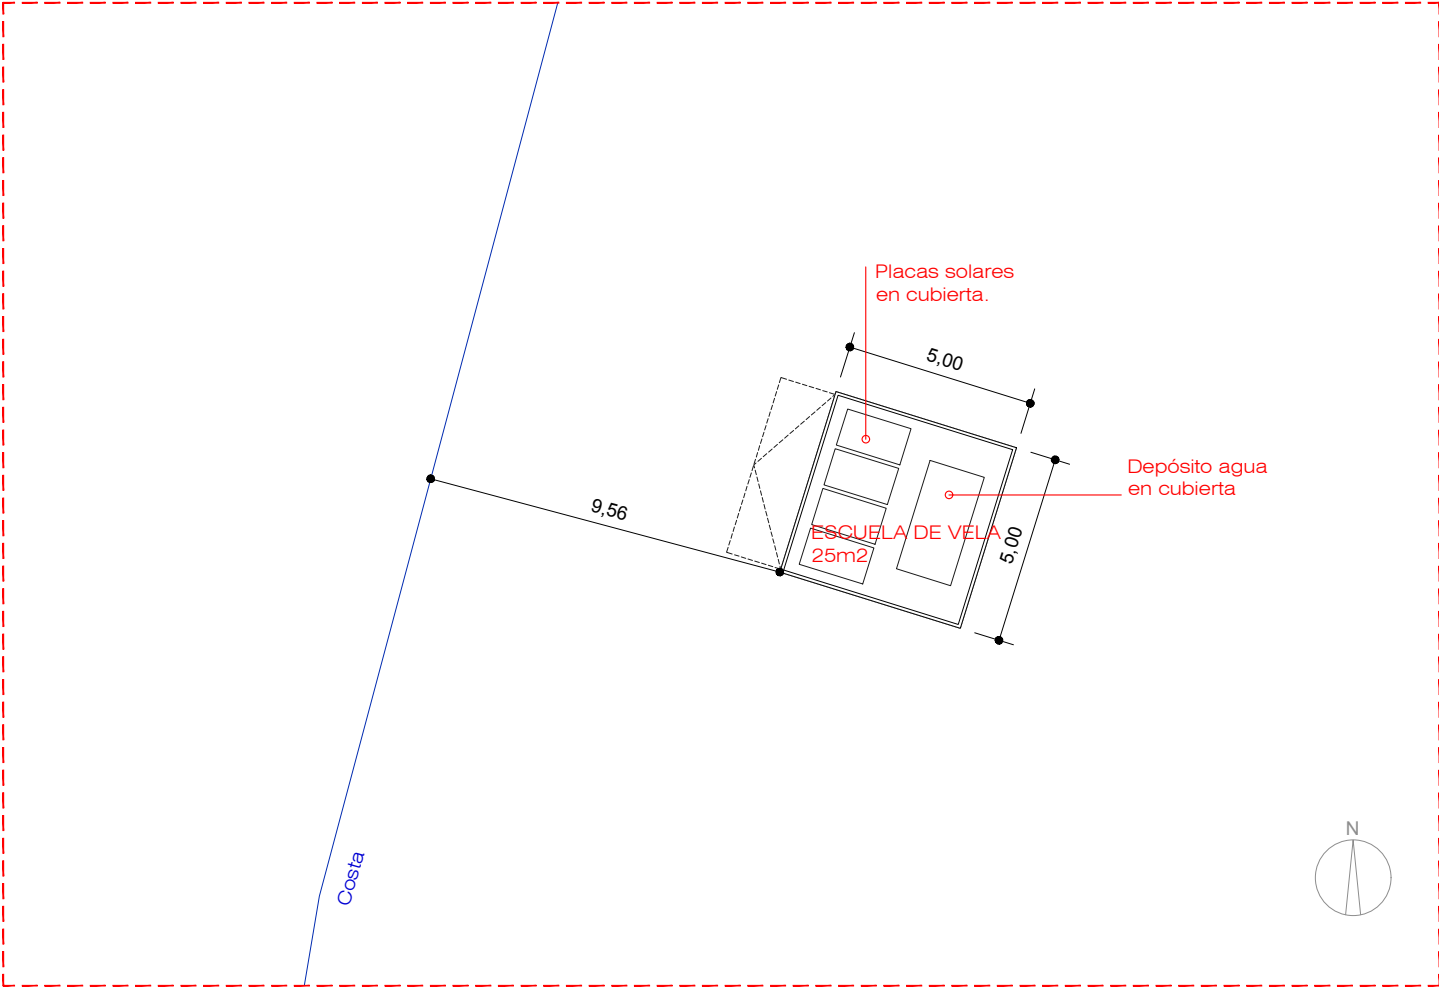 Placas solares
en cubierta.
5,00
Depósito agua
en cubierta
9,56
ESCUELA DE VELA
25m2
5,00
Costa
N